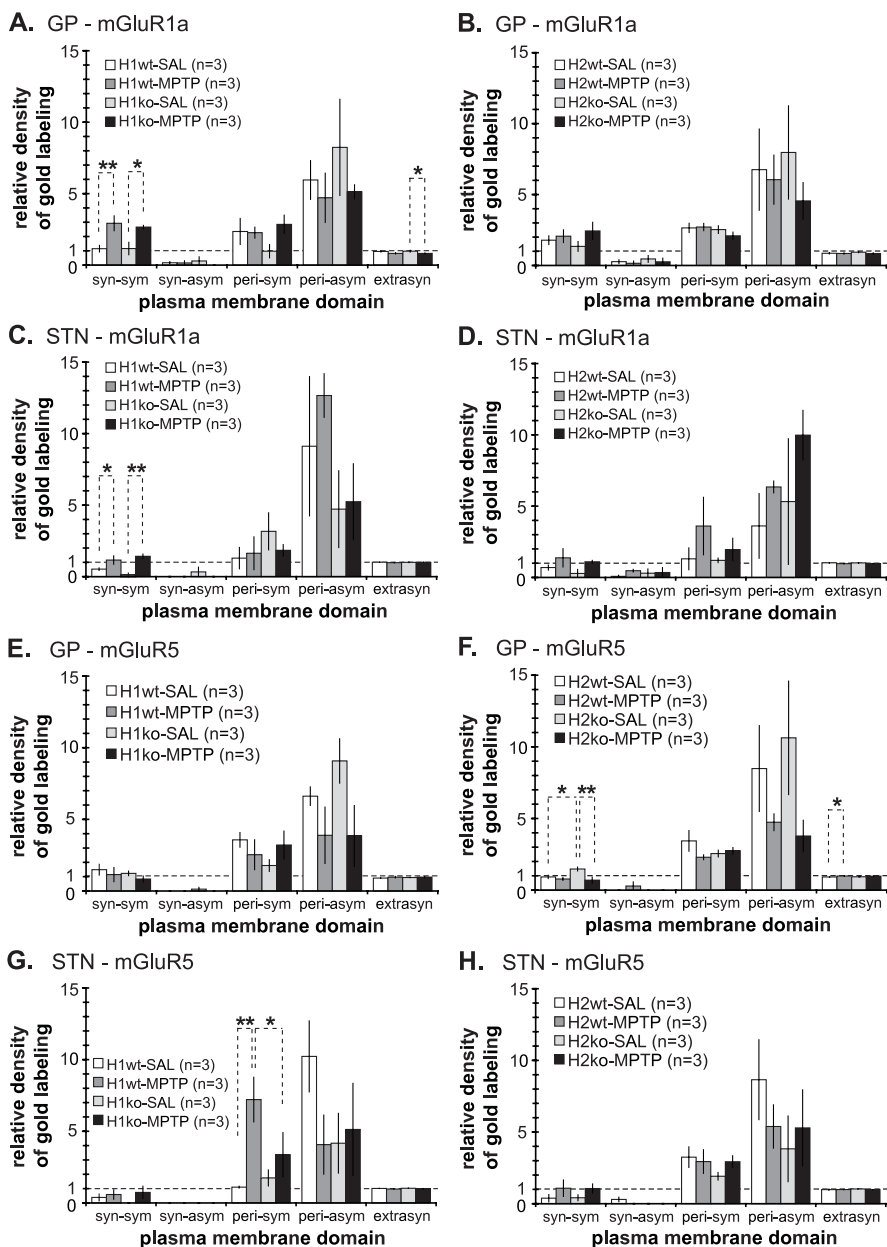 A. GP - mGluR1a
relative density
of gold labeling
15
10
5
1
0
H1wt-SAL (n=3)
H1wt-MPTP (n=3)
H1ko-SAL (n=3)
H1ko-MPTP (n=3)
** * *
syn-sym syn-asym peri-sym peri-asym extrasyn
plasma membrane domain
B. GP - mGluR1a
relative density
of gold labeling
15
10
5
1
0
H2wt-SAL (n=3)
H2wt-MPTP (n=3)
H2ko-SAL (n=3)
H2ko-MPTP (n=3)
syn-sym syn-asym peri-sym peri-asym extrasyn
plasma membrane domain
C. STN - mGluR1a
relative density
of gold labeling
15
10
5
1
0
H1wt-SAL (n=3)
H1wt-MPTP (n=3)
H1ko-SAL (n=3)
H1ko-MPTP (n=3)
* **
syn-sym syn-asym peri-sym peri-asym extrasyn
plasma membrane domain
D. STN - mGluR1a
relative density
of gold labeling
15
10
5
1
0
H2wt-SAL (n=3)
H2wt-MPTP (n=3)
H2ko-SAL (n=3)
H2ko-MPTP (n=3)
syn-sym syn-asym peri-sym peri-asym extrasyn
plasma membrane domain
E. GP - mGluR5
relative density
of gold labeling
15
10
5
1
0
H1wt-SAL (n=3)
H1wt-MPTP (n=3)
H1ko-SAL (n=3)
H1ko-MPTP (n=3)
syn-sym syn-asym peri-sym peri-asym extrasyn
plasma membrane domain
F. GP - mGluR5
relative density
of gold labeling
15
10
5
1
0
H2wt-SAL (n=3)
H2wt-MPTP (n=3)
H2ko-SAL (n=3)
H2ko-MPTP (n=3)
* ** *
syn-sym syn-asym peri-sym peri-asym extrasyn
plasma membrane domain
G. STN - mGluR5
relative density
of gold labeling
15
10
5
1
0
H1wt-SAL (n=3)
H1wt-MPTP (n=3)
H1ko-SAL (n=3)
H1ko-MPTP (n=3)
** *
syn-sym syn-asym peri-sym peri-asym extrasyn
plasma membrane domain
H. STN - mGluR5
relative density
of gold labeling
15
10
5
1
0
H2wt-SAL (n=3)
H2wt-MPTP (n=3)
H2ko-SAL (n=3)
H2ko-MPTP (n=3)
syn-sym syn-asym peri-sym peri-asym extrasyn
plasma membrane domain